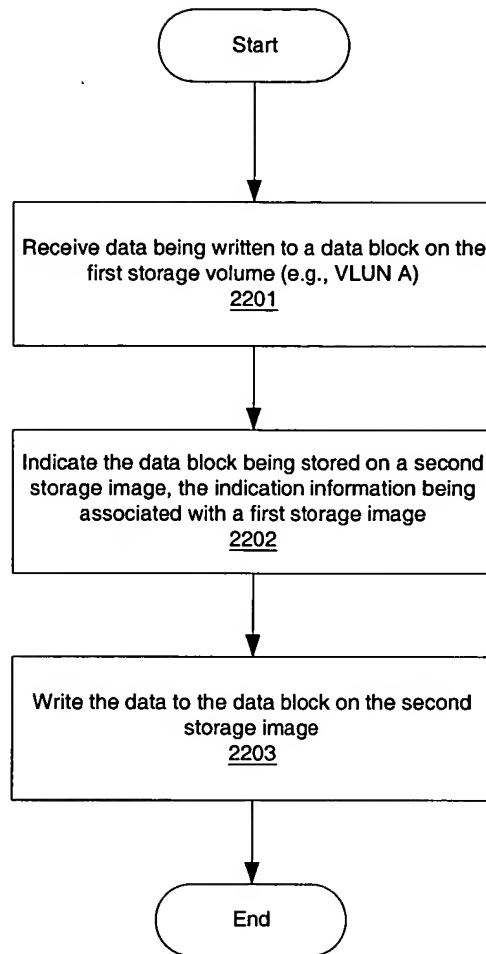 Start
Receive data being written to a data block on the
first storage volume (e.g., VLUN A)
2201
Indicate the data block being stored on a second
storage image, the indication information being
associated with a first storage image
2202
Write the data to the data block on the second
storage image
2203
End